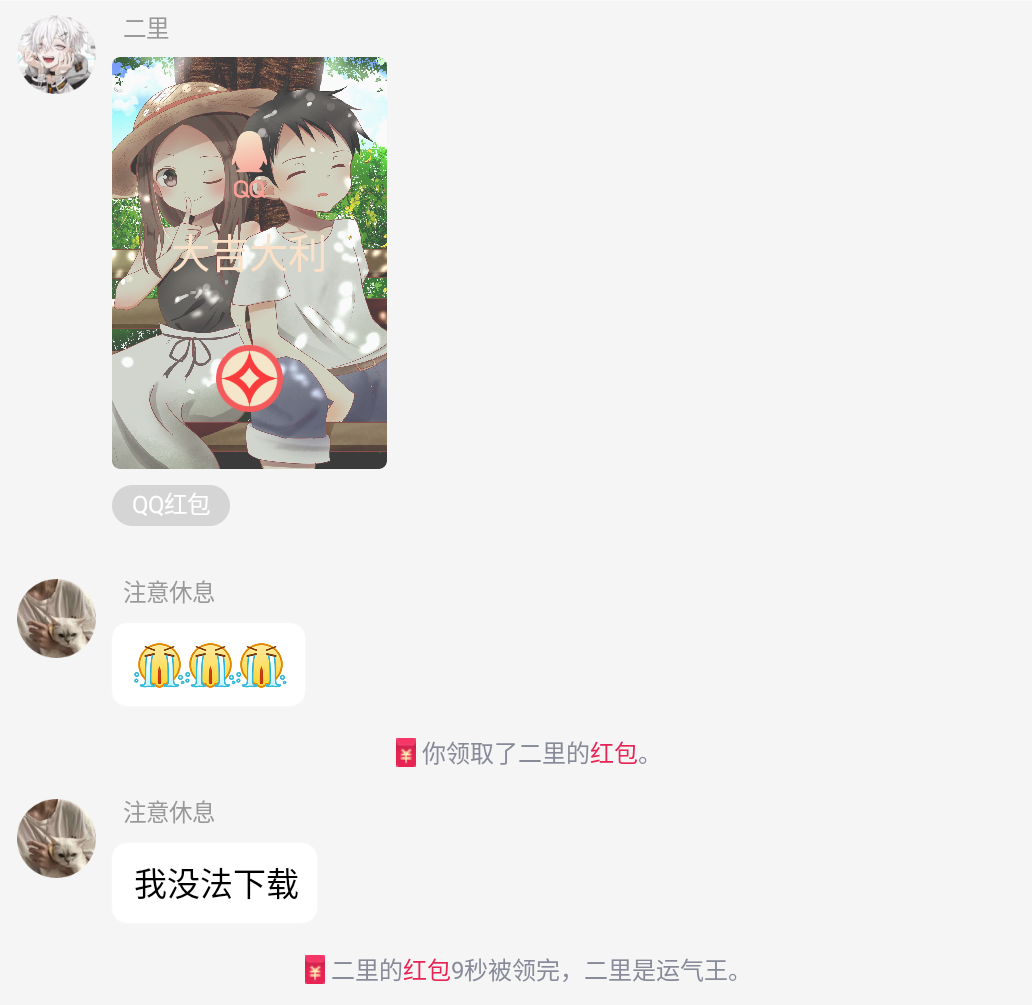 二里
QQ
大吉大利
QQ红包
注意休息
你领取了二里的红包。
注意休息
我没法下载
二里的红包9秒被领完，二里是运气王。